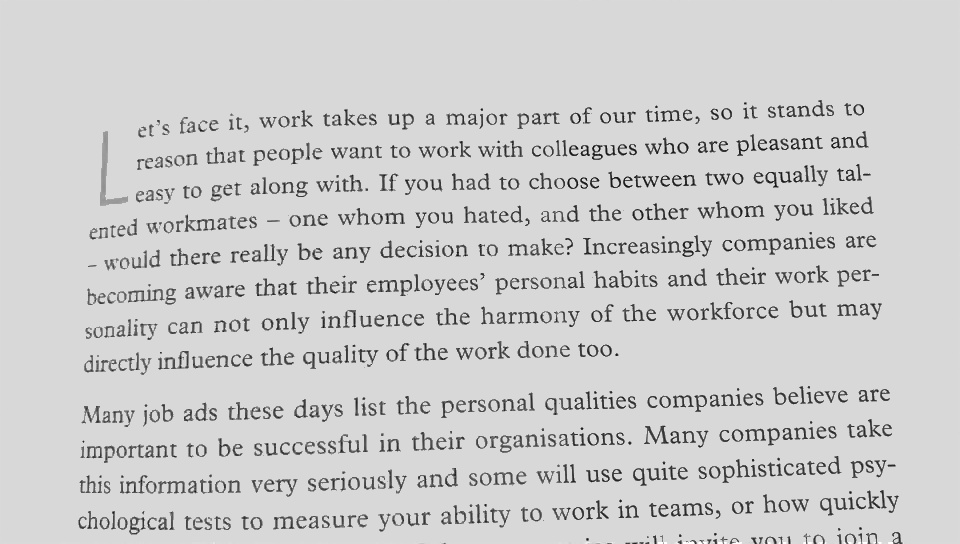 Let's face it, work takes up a major part of our time, so it stands to
reason that people want to work with colleagues who are pleasant and
easy to get along with. If you had to choose between two equally tal-
ented workmates – one whom you hated, and the other whom you liked
– would there really be any decision to make? Increasingly companies are
becoming aware that their employees' personal habits and their work per-
sonality can not only influence the harmony of the workforce but may
directly influence the quality of the work done too.
Many job ads these days list the personal qualities companies believe are
important to be successful in their organisations. Many companies take
this information very seriously and some will use quite sophisticated psy-
chological tests to measure your ability to work in teams, or how quickly
will invite you to join a